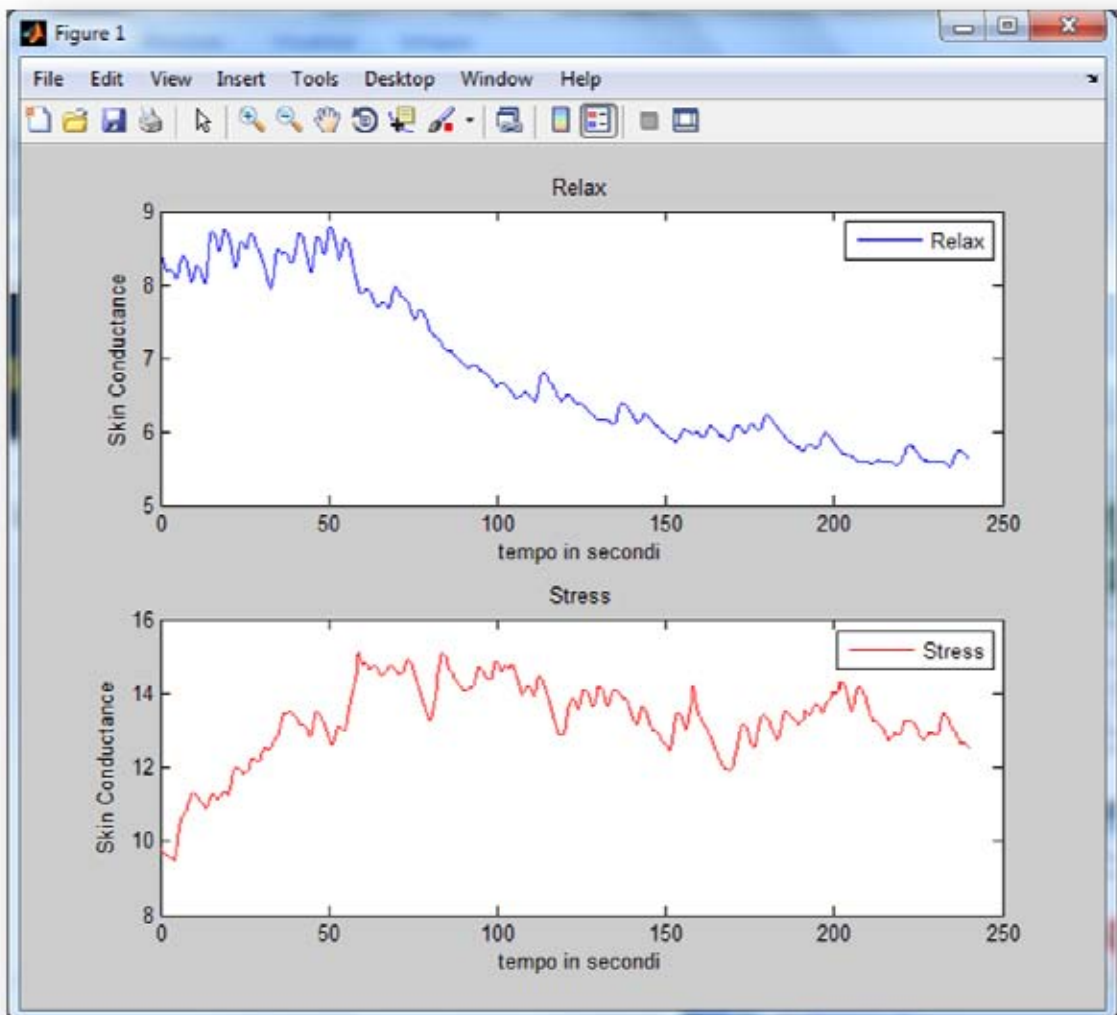 Figure 1
File Edit View Insert Tools Desktop Window Help
Relax
9
8
7
6
5
Skin Conductance
Relax
0 50 100 150 200 250
tempo in secondi
Stress
16
14
12
10
8
Skin Conductance
Stress
0 50 100 150 200 250
tempo in secondi